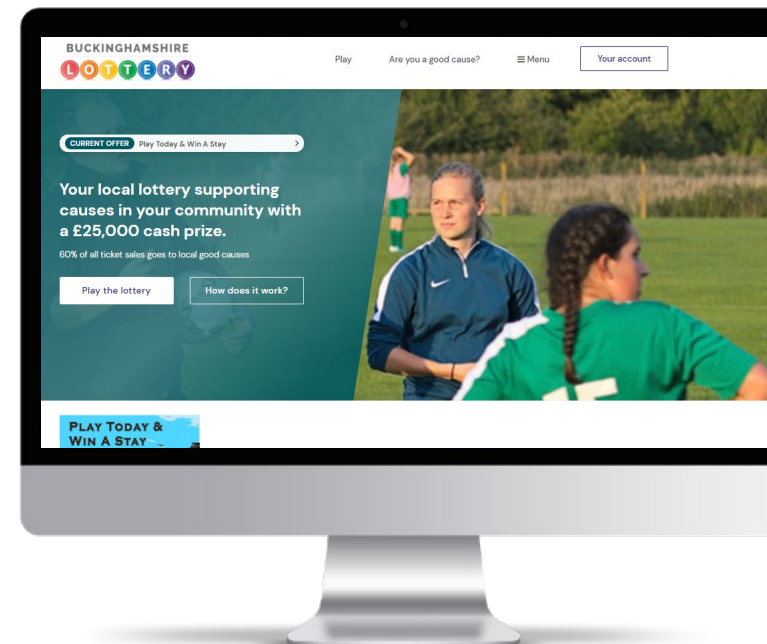 BUCKINGHAMSHIRE
LOTTERY
Play
Are you a good cause?
Menu
Your account
CURRENT OFFER Play Today & Win A Stay
Your local lottery supporting
causes in your community with
a £25,000 cash prize.
60% of all ticket sales goes to local good causes
Play the lottery
How does it work?
PLAY TODAY &
WIN A STAY